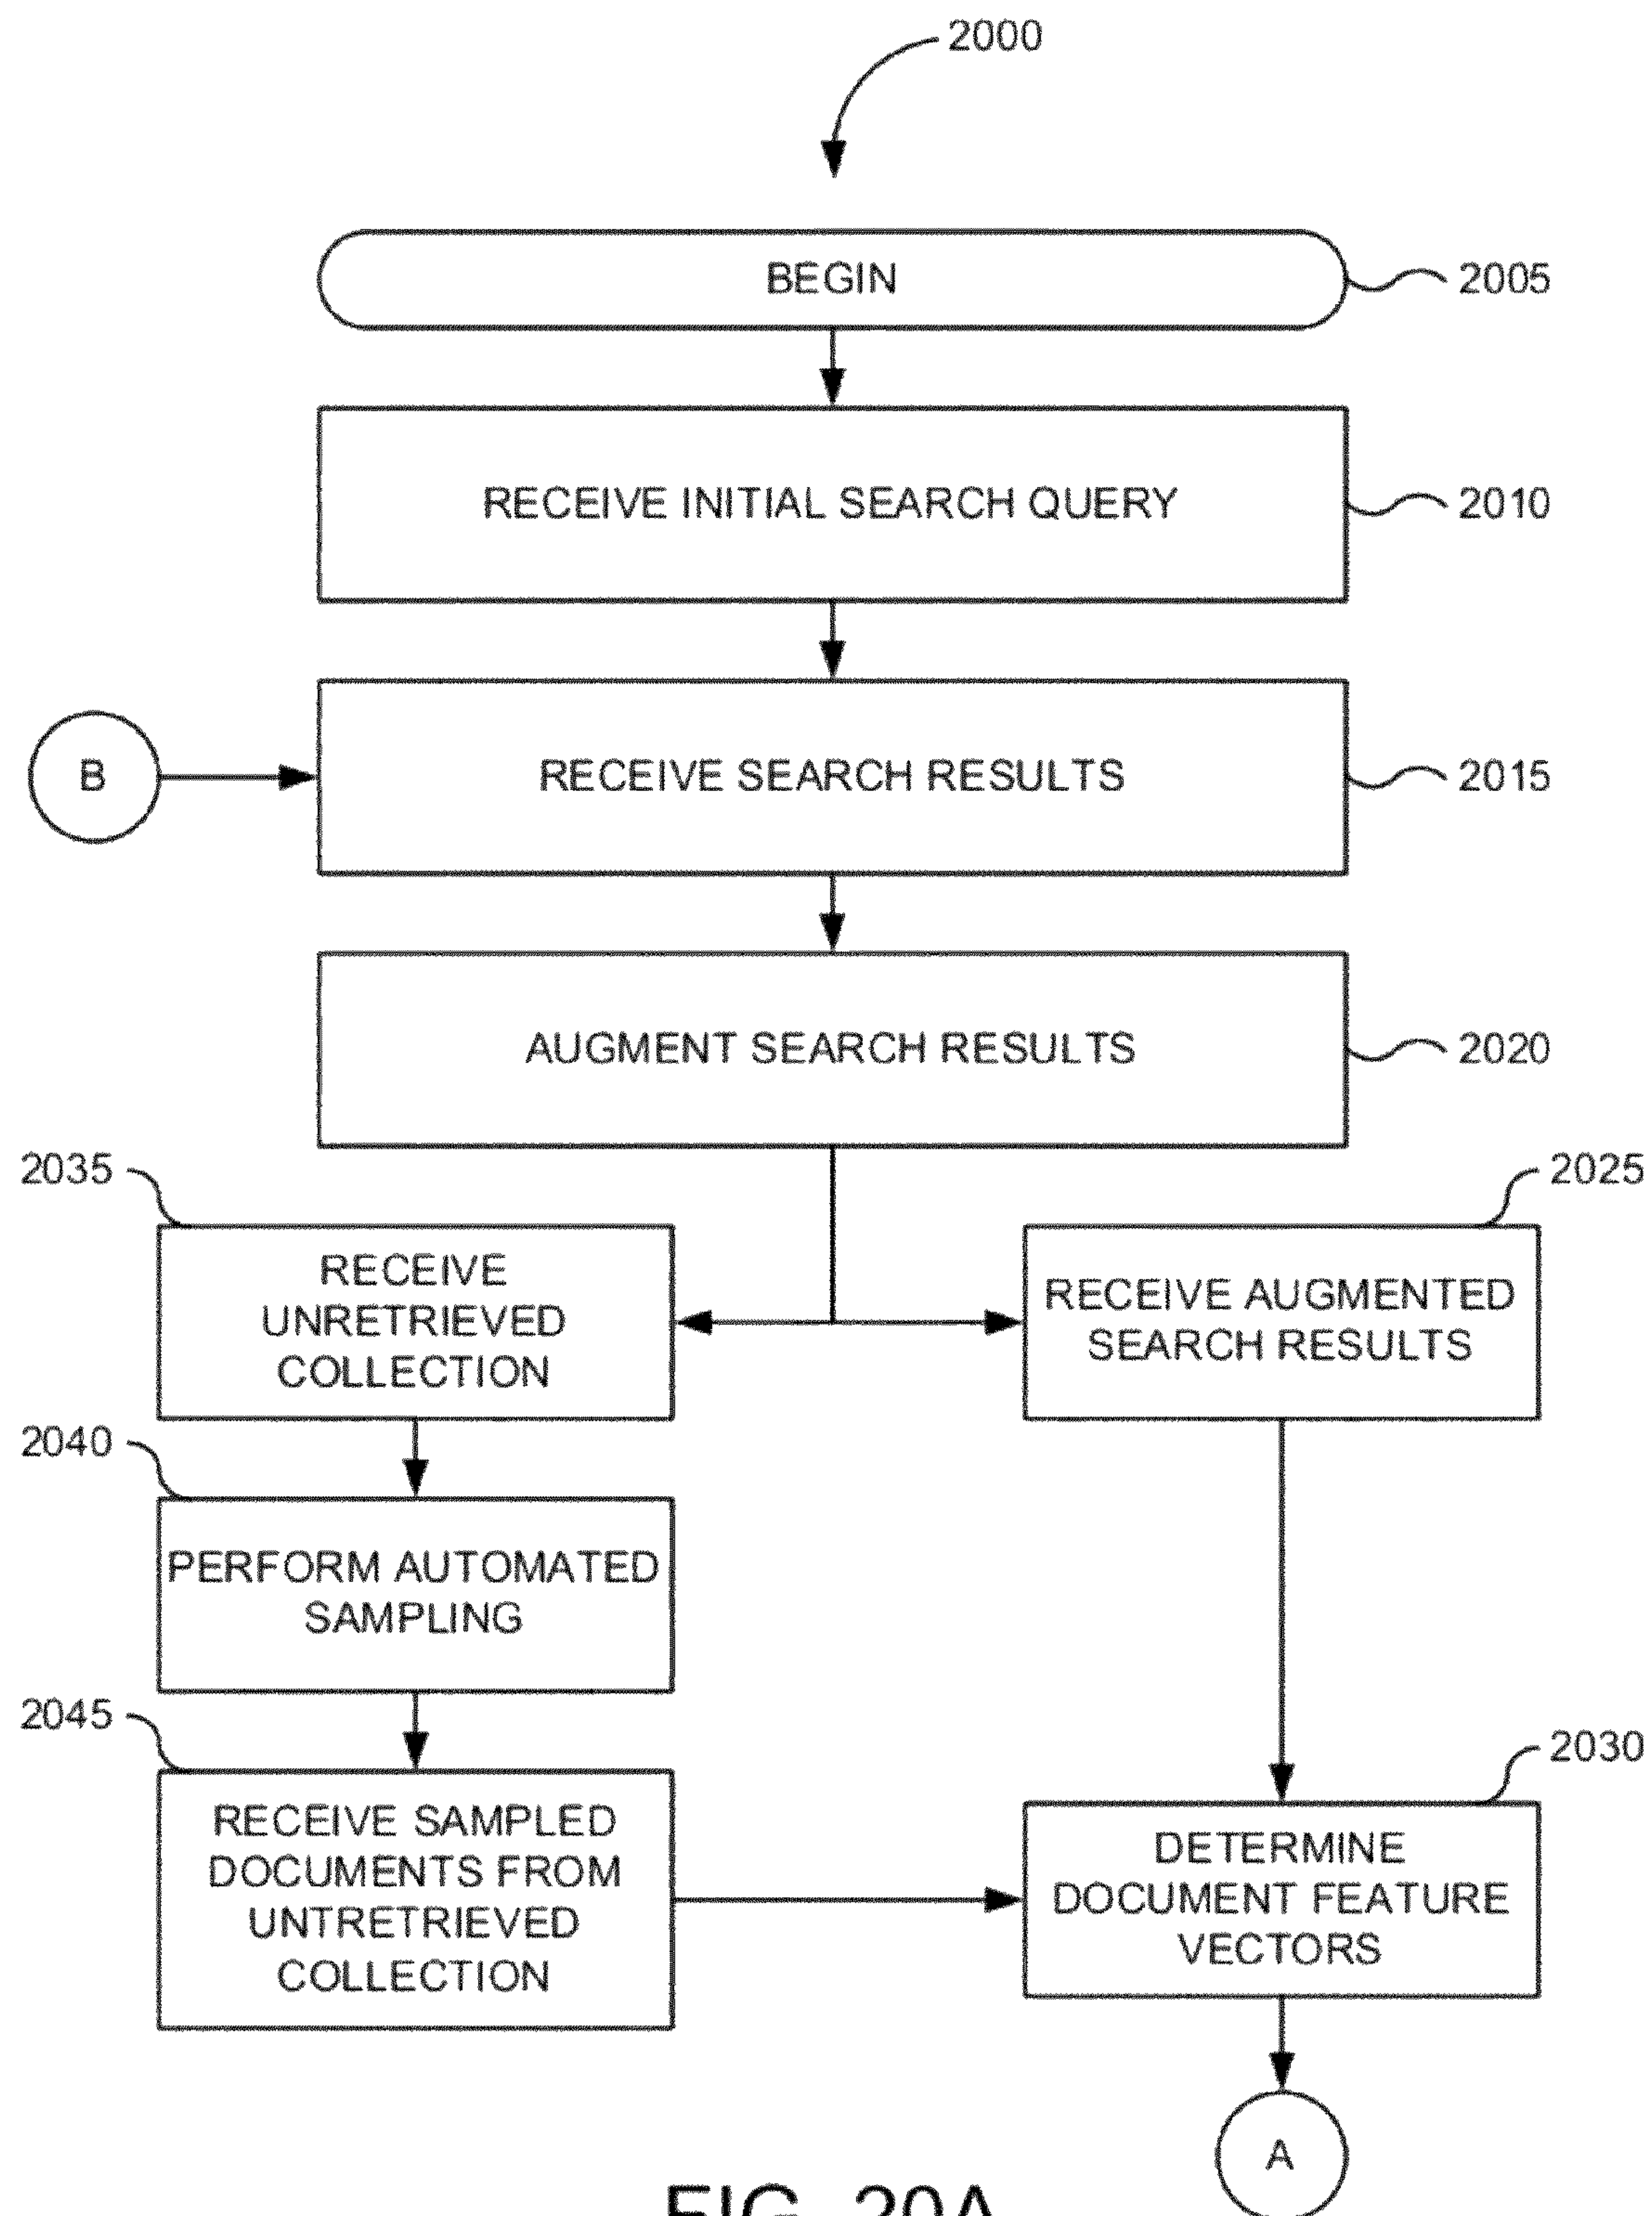 2000
BEGIN
2005
RECEIVE INITIAL SEARCH QUERY
2010
B
RECEIVE SEARCH RESULTS
2015
AUGMENT SEARCH RESULTS
2020
2035
2025
RECEIVE
UNRETRIEVED
COLLECTION
RECEIVE AUGMENTED
SEARCH RESULTS
2040
PERFORM AUTOMATED
SAMPLING
2045
2030
RECEIVE SAMPLED
DOCUMENTS FROM
UNTRETRIEVED
COLLECTION
DETERMINE
DOCUMENT FEATURE
VECTORS
A
FIG. 20A